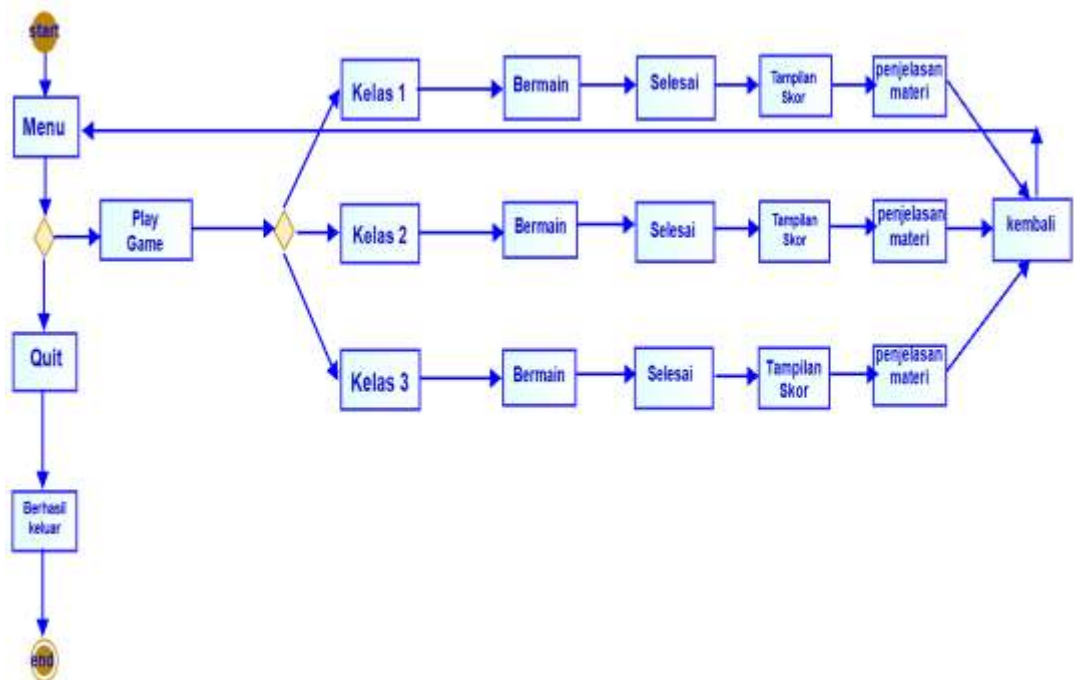 start
Menu
Play
Game
Quit
Berhasil
keluar
end
Kelas 1
Bermain
Selesai
Tampilan
Skor
penjelasan
materi
Kelas 2
Bermain
Selesai
Tampilan
Skor
penjelasan
materi
kembali
Kelas 3
Bermain
Selesai
Tampilan
Skor
penjelasan
materi